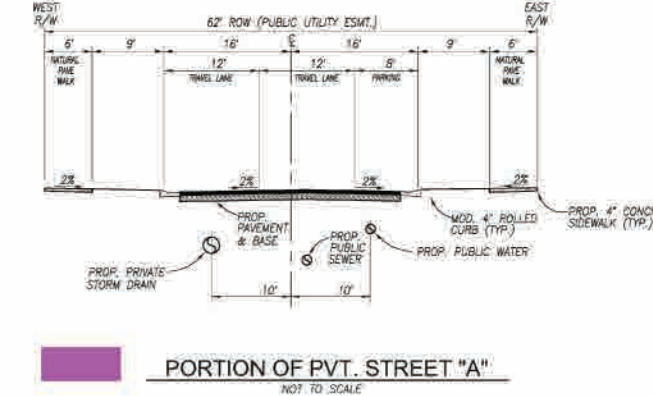 WEST
R/W
EAST
R/W
62' ROW (PUBLIC UTILITY ESMT.)
℄
6' 9' 16' 16' 9' 6'
NATURAL
PAVE
WALK
12' 12' 8'
TRAVEL LANE TRAVEL LANE PARKING
NATURAL
PAVE
WALK
2% 2% 2% 2%
PROP.
PAVEMENT
& BASE
MOD. 4" ROLLED
CURB (TYP.)
PROP. 4" CONC
SIDEWALK (TYP.)
PROP.
PUBLIC
SEWER
PROP. PUBLIC WATER
PROP. PRIVATE
STORM DRAIN
10' 10'
PORTION OF PVT. STREET "A"
NOT TO SCALE